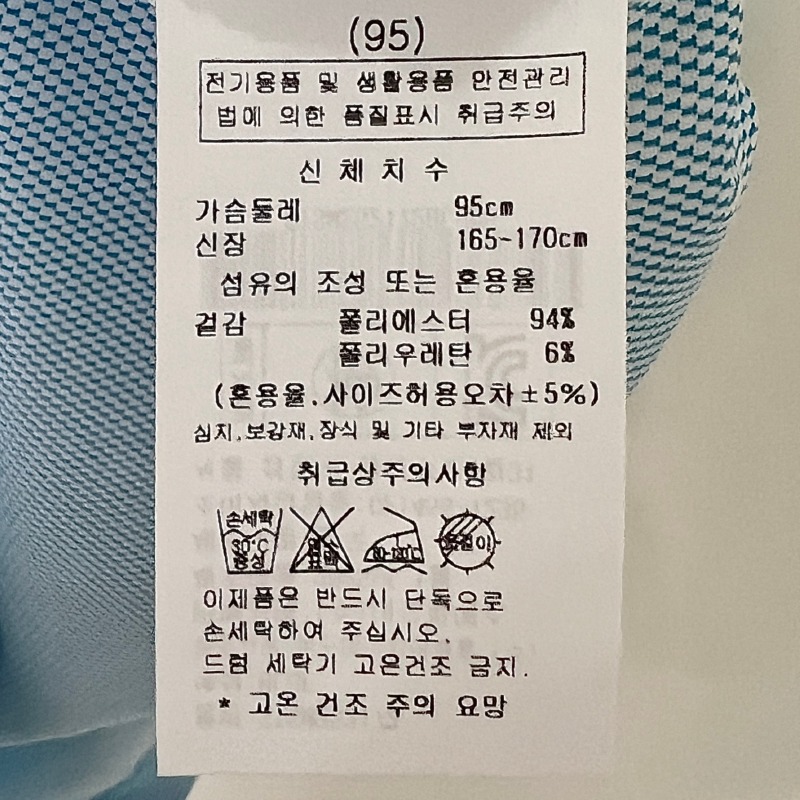 (95)
전기용품 및 생활용품 안전관리
법에 의한 품질표시 취급주의
신체치수
가슴둘레 95cm
신장 165~170cm
섬유의 조성 또는 혼용율
겉감 폴리에스터 94%
폴리우레탄 6%
(혼용율.사이즈허용오차±5%)
심지,보강재,장식 및 기타 부자재 제외
취급상주의사항
손세탁
30°C
중성
염소
표백
80-120°C
옷걸이
이제품은 반드시 단독으로
손세탁하여 주십시오.
드럼 세탁기 고온건조 금지.
* 고온 건조 주의 요망